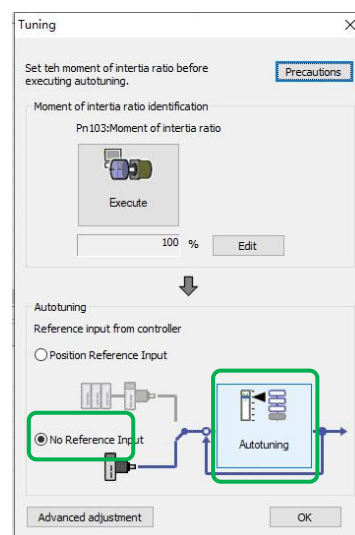 Tuning
Set teh moment of intertia ratio before
executing autotuning.
Precautions
Moment of intertia ratio identification
Pn103:Moment of intertia ratio
Execute
100 %
Edit
Autotuning
Reference input from controller
Position Reference Input
No Reference Input
Autotuning
Advanced adjustment
OK